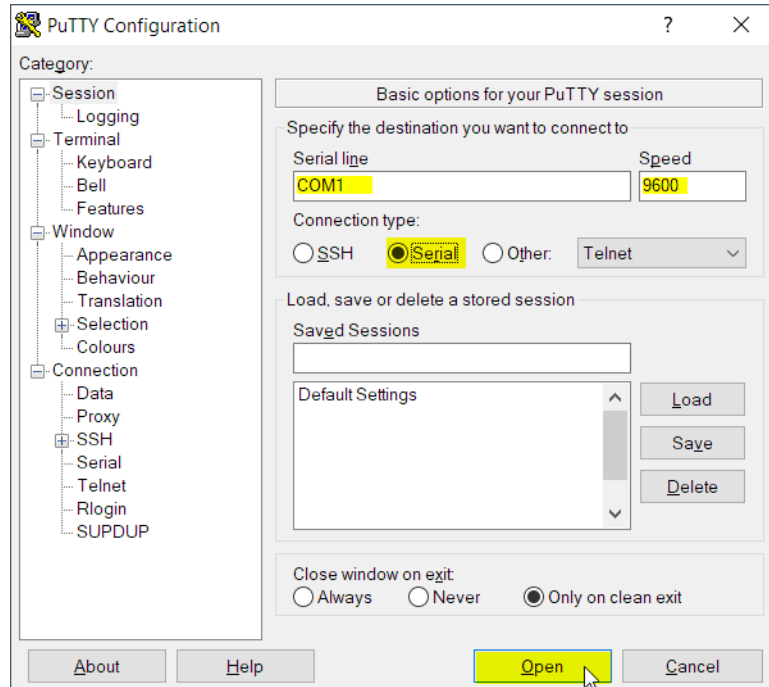 PuTTY Configuration
Category:
Session
Logging
Terminal
Keyboard
Bell
Features
Window
Appearance
Behaviour
Translation
Selection
Colours
Connection
Data
Proxy
SSH
Serial
Telnet
Rlogin
SUPDUP
Basic options for your PuTTY session
Specify the destination you want to connect to
Serial line Speed
COM1 9600
Connection type:
SSH Serial Other: Telnet
Load, save or delete a stored session
Saved Sessions
Default Settings
Load
Save
Delete
Close window on exit:
Always Never Only on clean exit
About Help Open Cancel